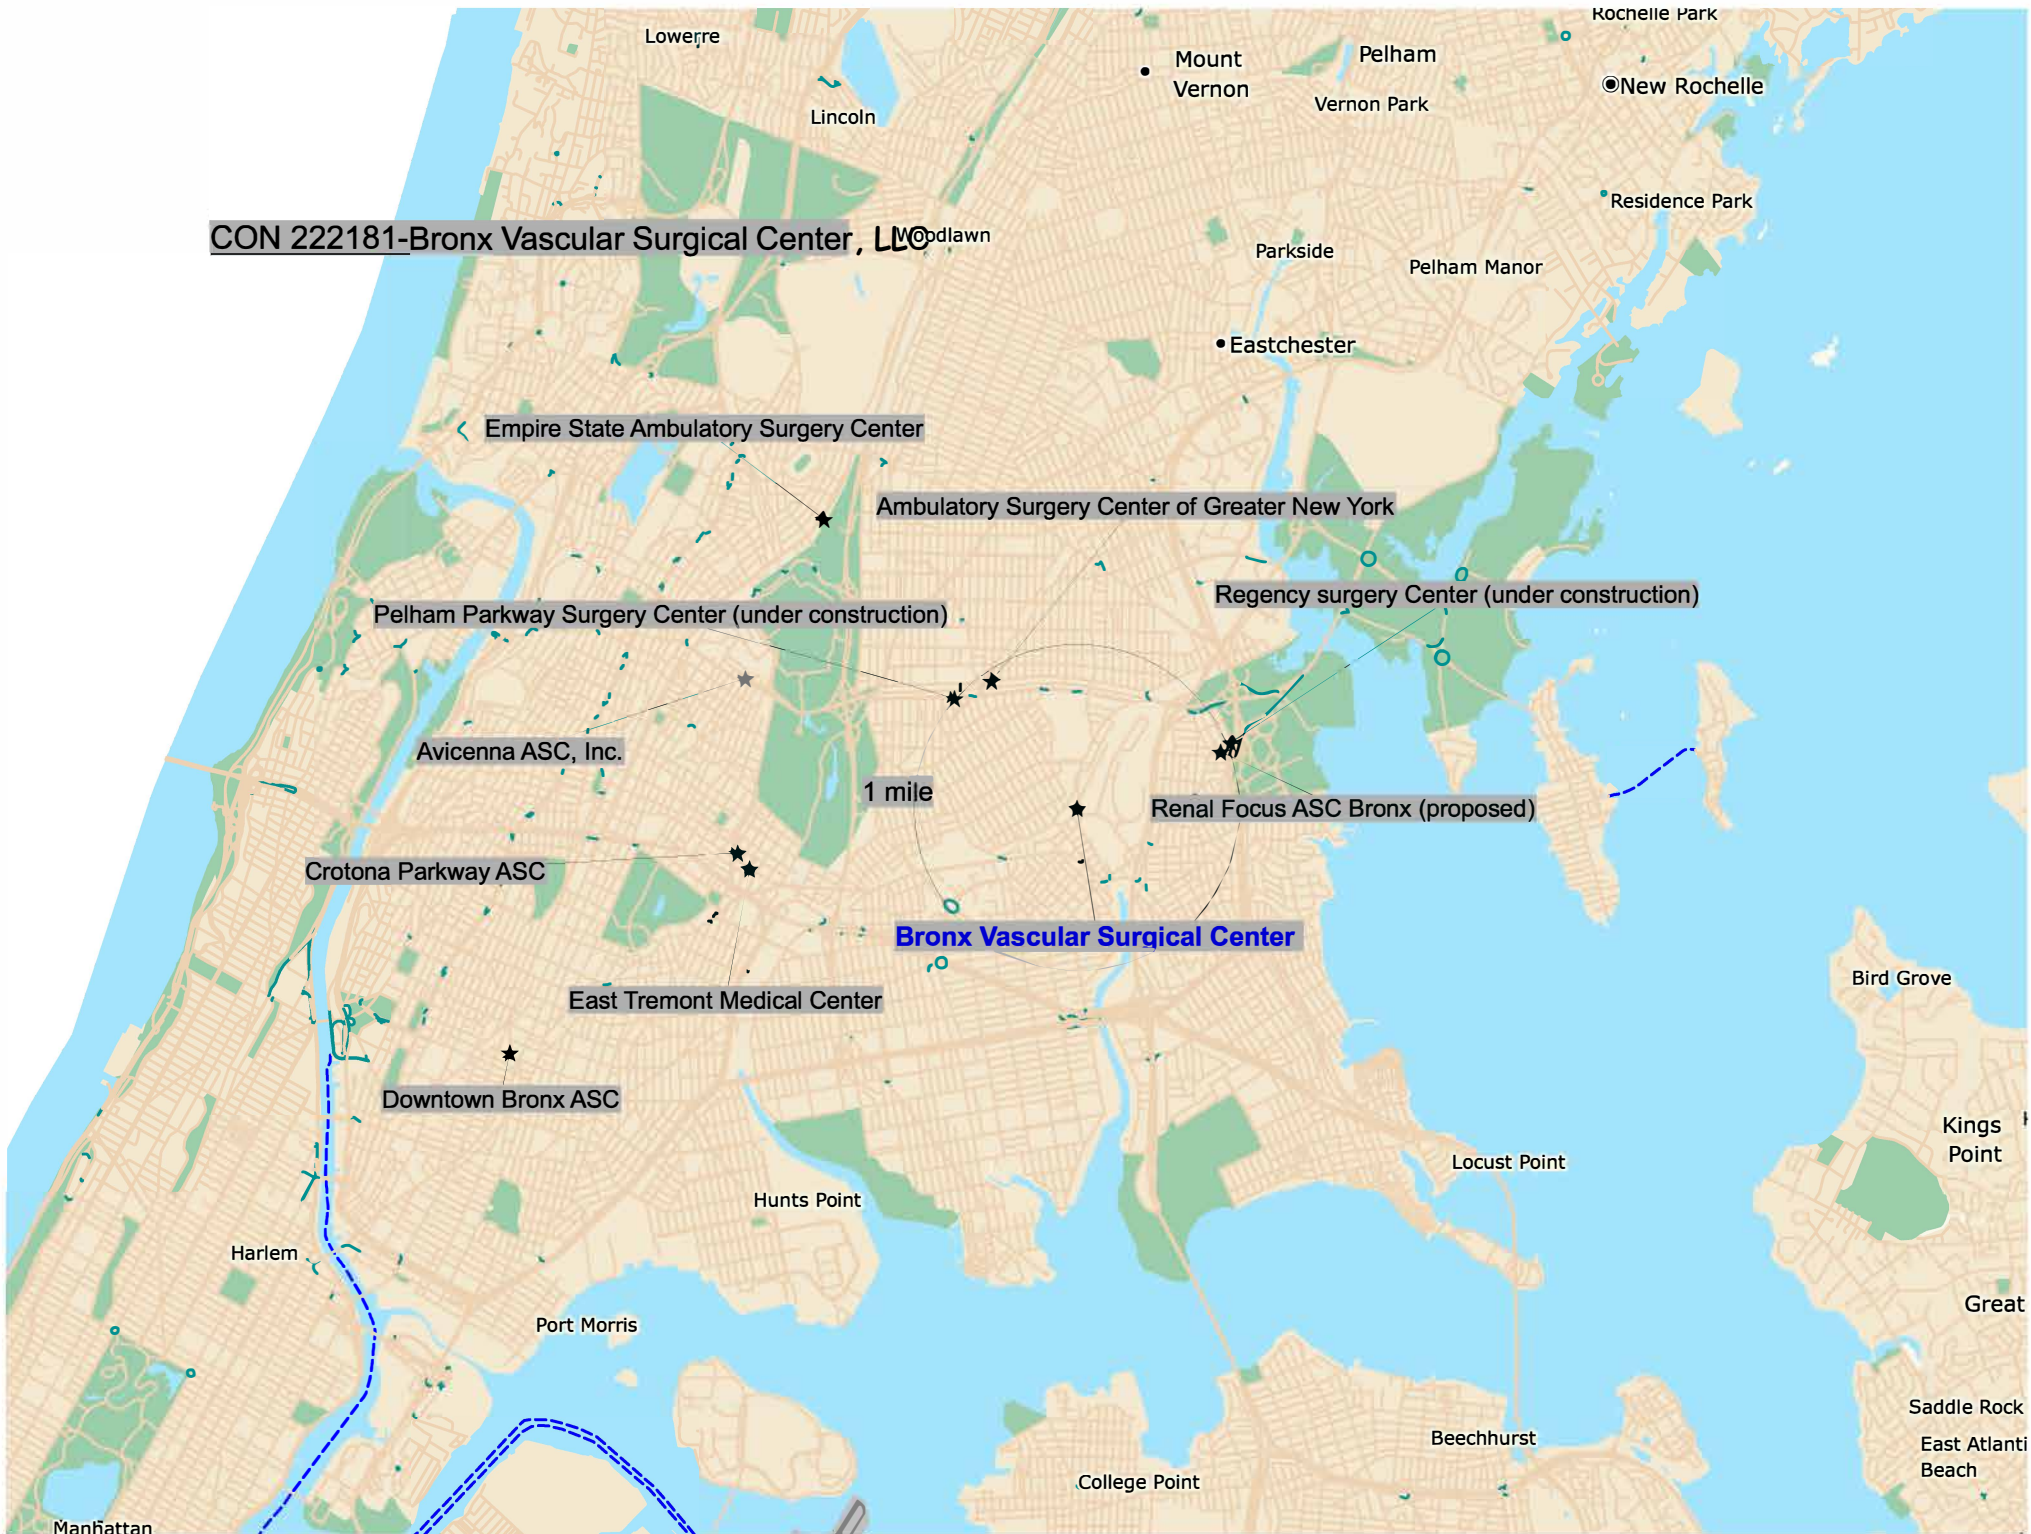 Rochelle Park
Lowerre
Mount
Vernon
Pelham
New Rochelle
Vernon Park
Lincoln
Residence Park
CON 222181-Bronx Vascular Surgical Center, LLC
Woodlawn
Parkside
Pelham Manor
Eastchester
Empire State Ambulatory Surgery Center
Ambulatory Surgery Center of Greater New York
Regency surgery Center (under construction)
Pelham Parkway Surgery Center (under construction)
Avicenna ASC, Inc.
1 mile
Renal Focus ASC Bronx (proposed)
Crotona Parkway ASC
Bronx Vascular Surgical Center
Bird Grove
East Tremont Medical Center
Downtown Bronx ASC
Kings
Point
Locust Point
Hunts Point
Harlem
Great
Port Morris
Saddle Rock
Beechhurst
East Atlanti
Beach
College Point
Manhattan